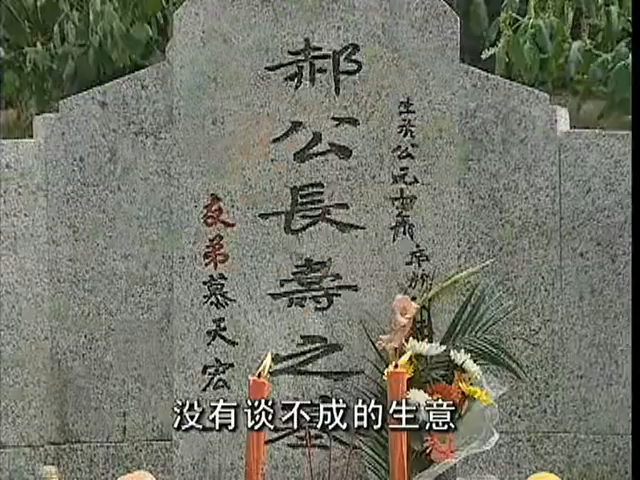 生於公元
郝公長壽之
友弟慕天宏
没有谈不成的生意